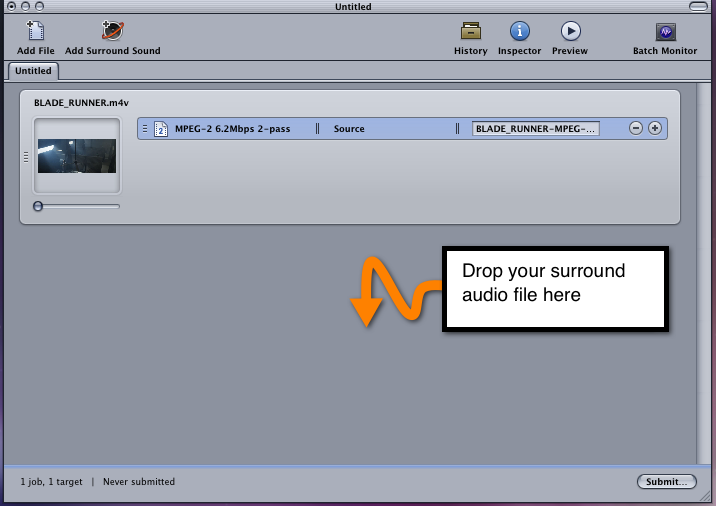 Untitled
Add File
Add Surround Sound
History
Inspector
Preview
Batch Monitor
Untitled
BLADE_RUNNER.m4v
2
MPEG-2 6.2Mbps 2-pass
Source
BLADE_RUNNER-MPEG-...
Drop your surround
audio file here
1 job, 1 target | Never submitted
Submit...